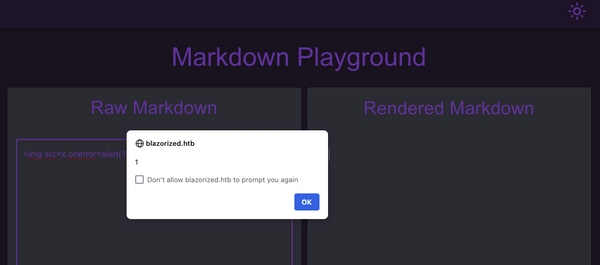 Markdown Playground
Raw Markdown
Rendered Markdown
<img src=x onerror=alert(1
blazorized.htb
1
Don't allow blazorized.htb to prompt you again
OK